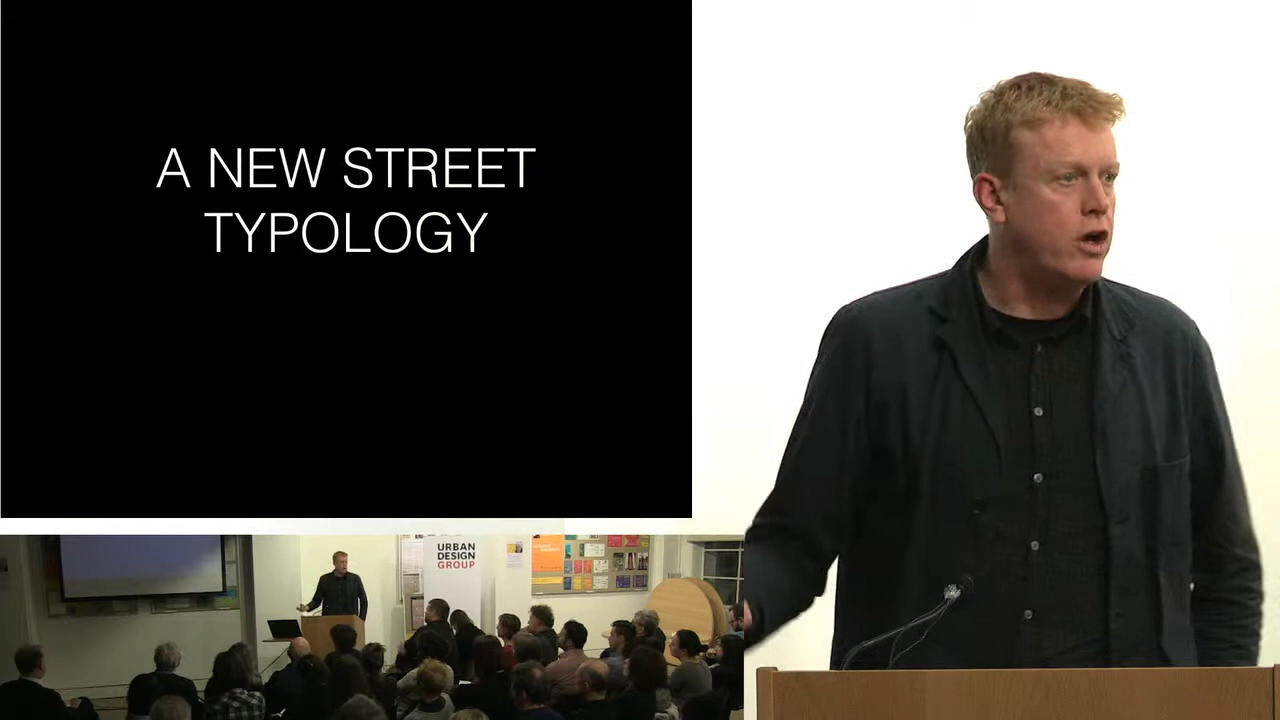 A NEW STREET
TYPOLOGY
URBAN
DESIGN
GROUP